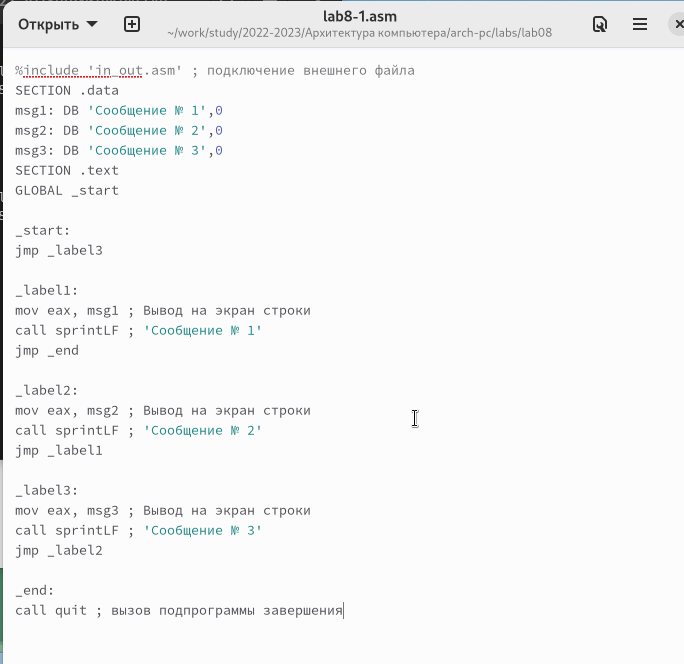 Открыть
lab8-1.asm
~/work/study/2022-2023/Архитектура компьютера/arch-pc/labs/lab08
%include 'in_out.asm' ; подключение внешнего файла
SECTION .data
msg1: DB 'Сообщение № 1',0
msg2: DB 'Сообщение № 2',0
msg3: DB 'Сообщение № 3',0
SECTION .text
GLOBAL _start
_start:
jmp _label3
_label1:
mov eax, msg1 ; Вывод на экран строки
call sprintLF ; 'Сообщение № 1'
jmp _end
_label2:
mov eax, msg2 ; Вывод на экран строки
call sprintLF ; 'Сообщение № 2'
jmp _label1
_label3:
mov eax, msg3 ; Вывод на экран строки
call sprintLF ; 'Сообщение № 3'
jmp _label2
_end:
call quit ; вызов подпрограммы завершения